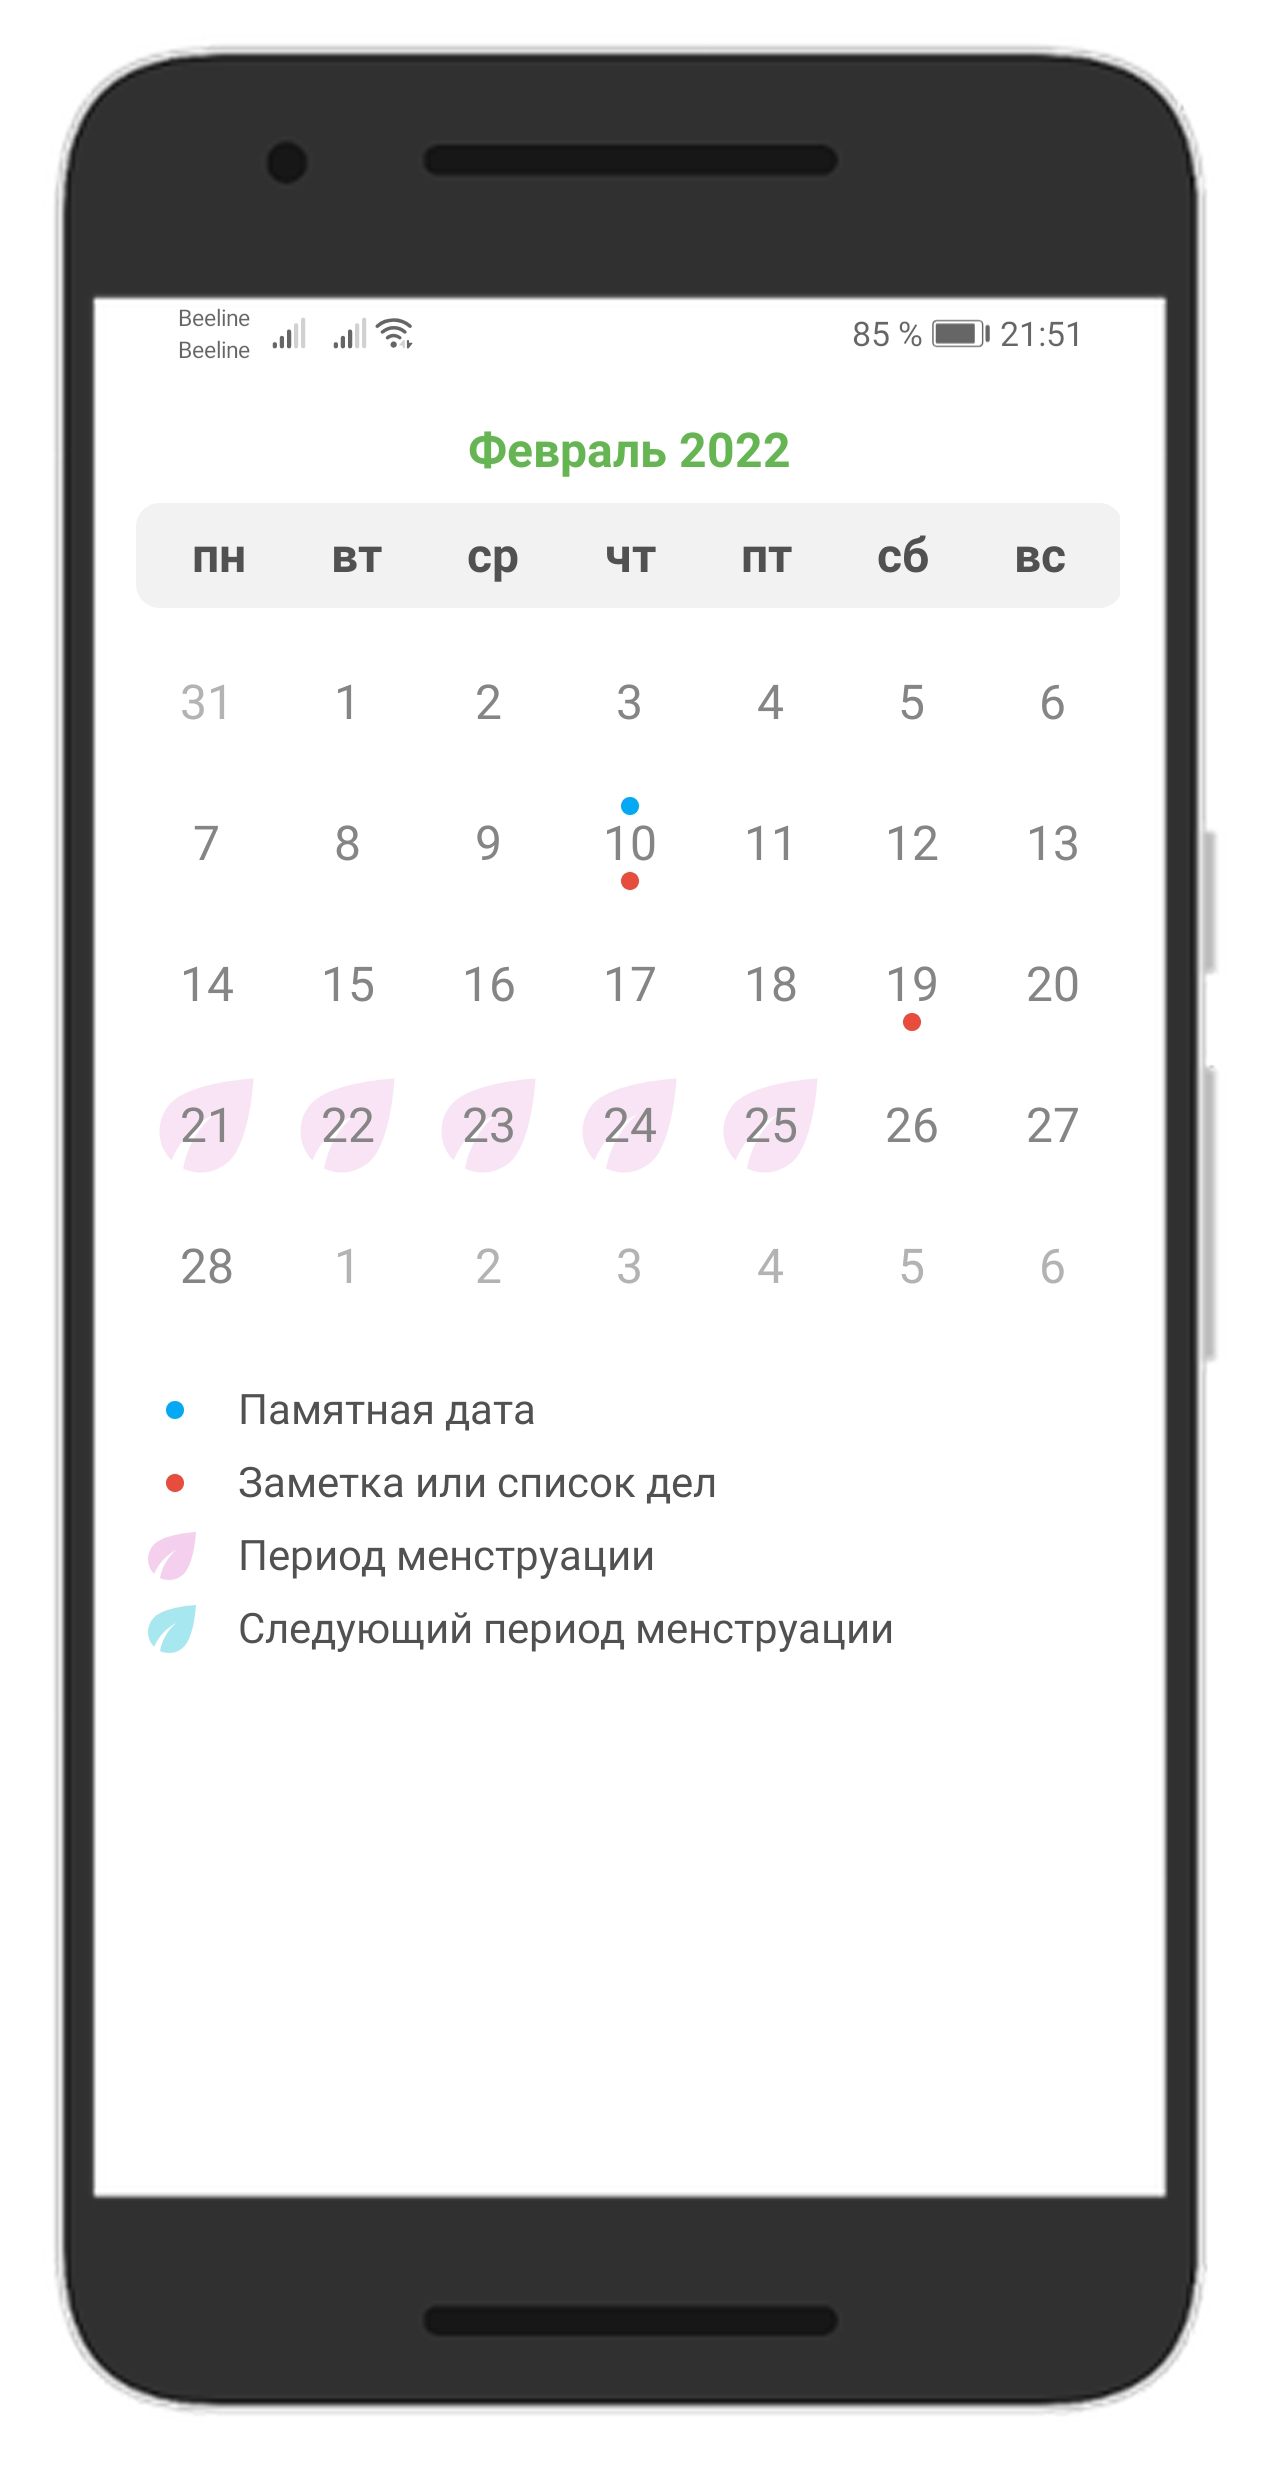 Beeline
Beeline
85 % 21:51
Февраль 2022
пн вт ср чт пт сб вс
31 1 2 3 4 5 6
7 8 9 10 11 12 13
14 15 16 17 18 19 20
21 22 23 24 25 26 27
28 1 2 3 4 5 6
Памятная дата
Заметка или список дел
Период менструации
Следующий период менструации